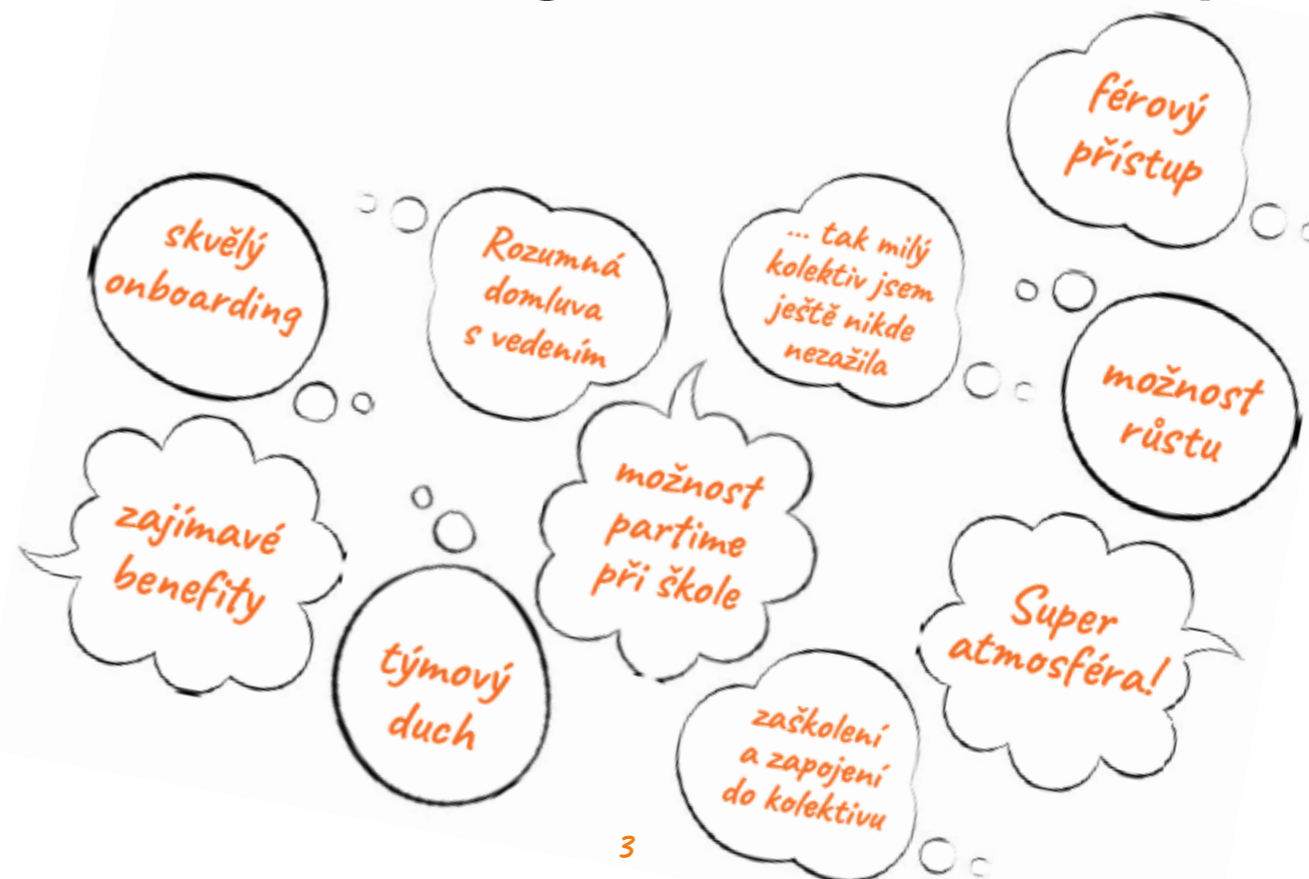 férový
přístup
skvělý
onboarding
Rozumná
domluva
s vedením
... tak milý
kolektiv jsem
ještě nikde
nezažila
možnost
růstu
zajímavé
benefity
možnost
partime
při škole
týmový
duch
Super
atmosféra!
zaškolení
a zapojení
do kolektivu
3